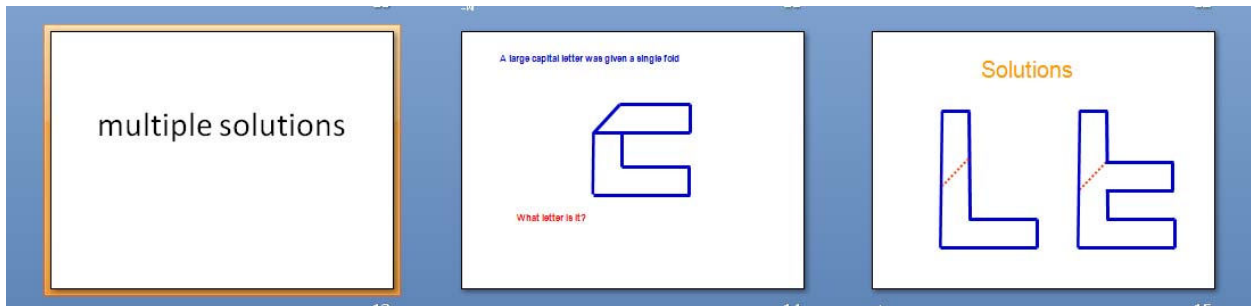 multiple solutions
A large capital letter was given a single fold
What letter is it?
Solutions